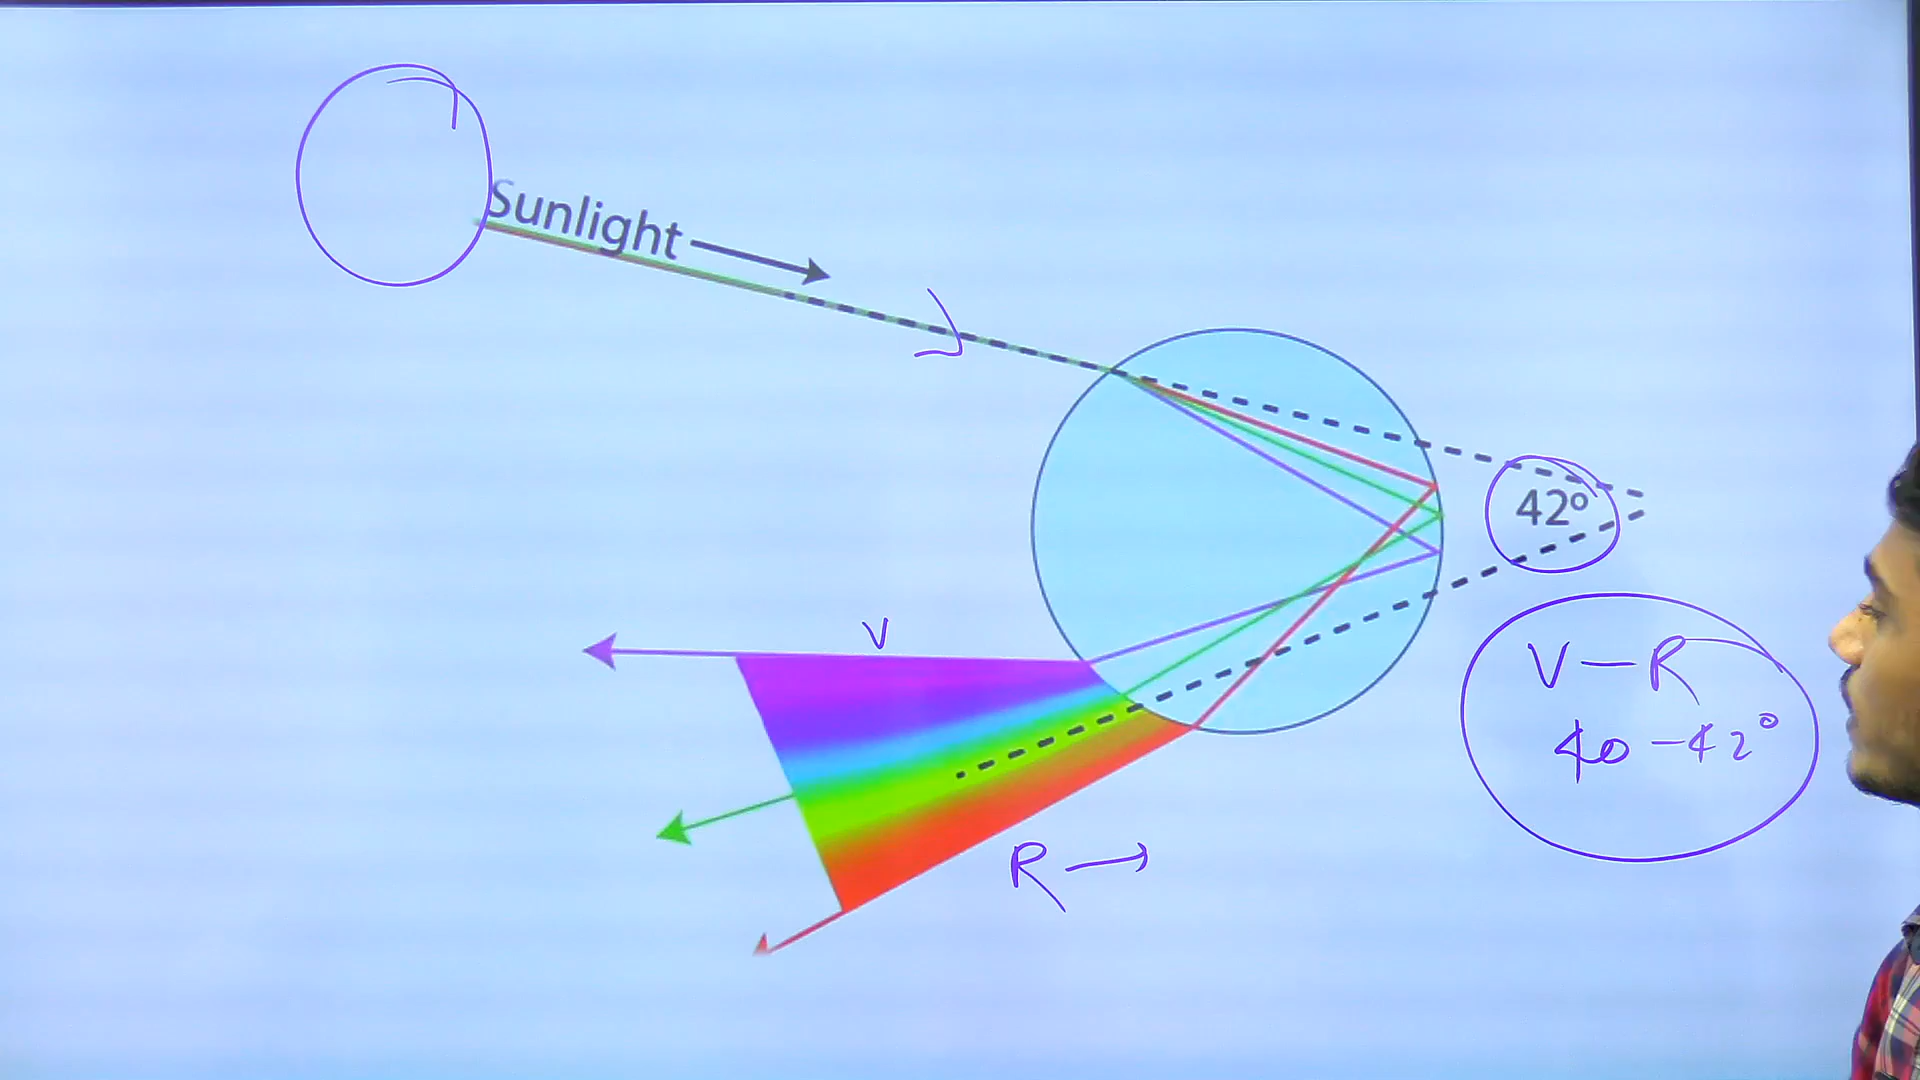 Sunlight
42°
V
V — R
40 - 42°
R →